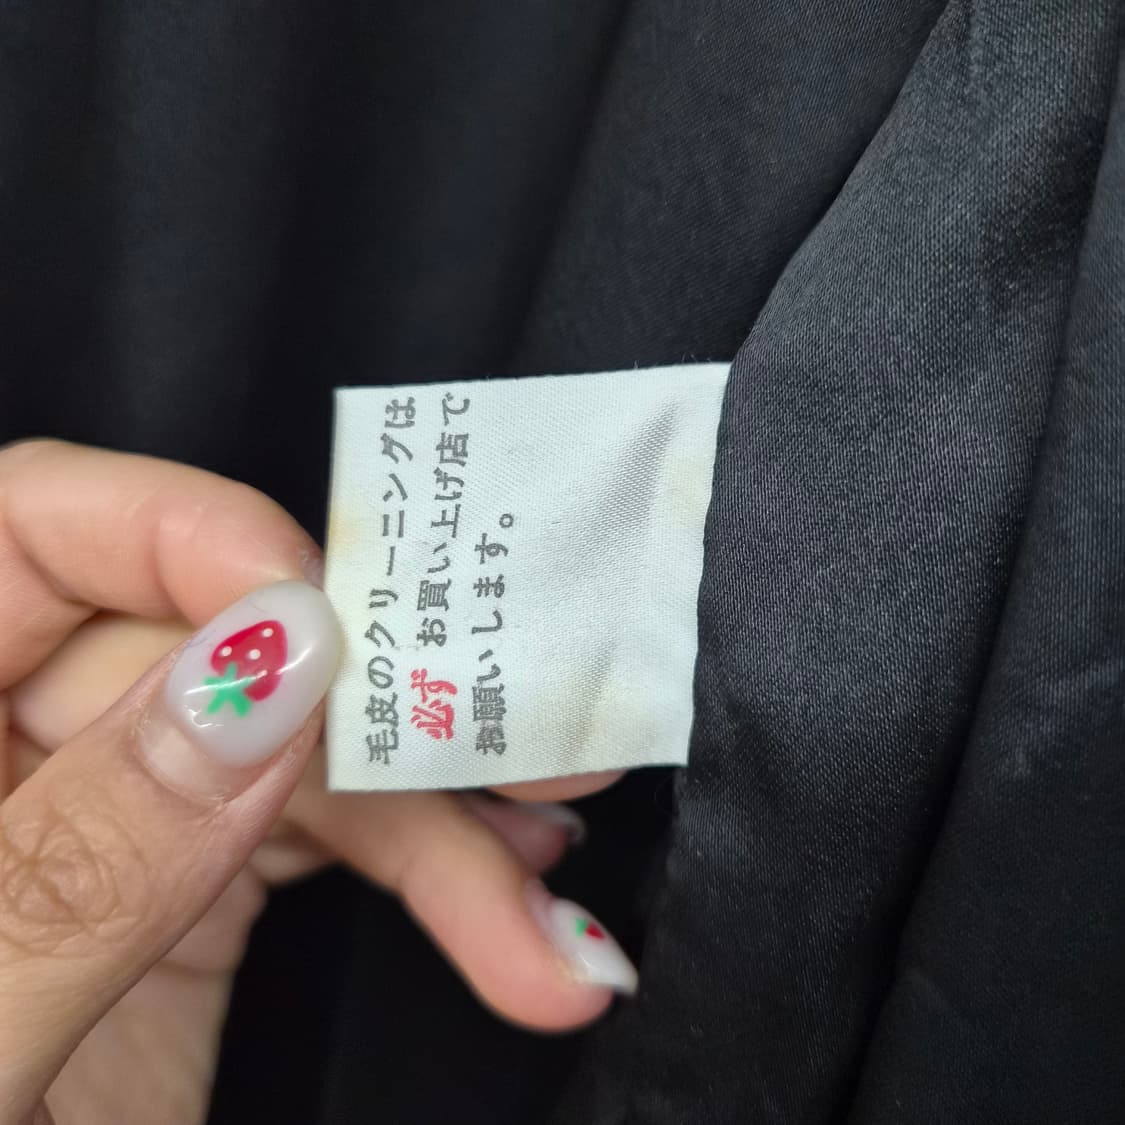 毛皮のクリーニングは
必ずお買い上げ店で
お願いします。